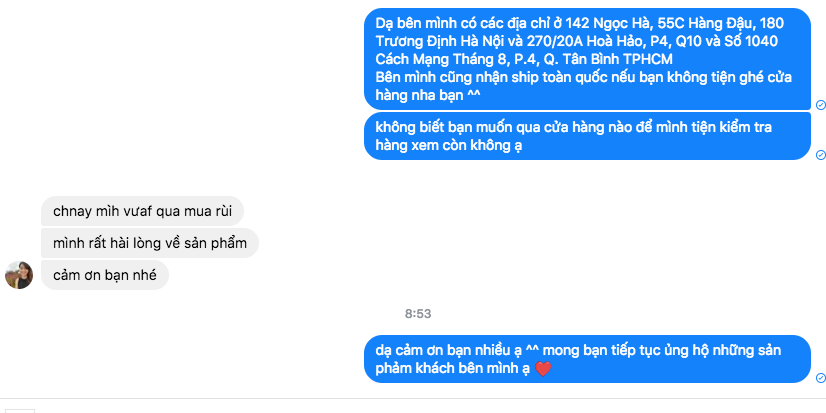 Dạ bên mình có các địa chỉ ở 142 Ngọc Hà, 55C Hàng Đậu, 180
Trương Định Hà Nội và 270/20A Hoà Hảo, P4, Q10 và Số 1040
Cách Mạng Tháng 8, P.4, Q. Tân Bình TPHCM
Bên mình cũng nhận ship toàn quốc nếu bạn không tiện ghé cửa
hàng nha bạn ^^
không biết bạn muốn qua cửa hàng nào để mình tiện kiểm tra
hàng xem còn không ạ
chnay mìh vưaf qua mua rùi
mình rất hài lòng về sản phẩm
cảm ơn bạn nhé
8:53
dạ cảm ơn bạn nhiều ạ ^^ mong bạn tiếp tục ủng hộ những sản
phảm khách bên mình ạ ❤️